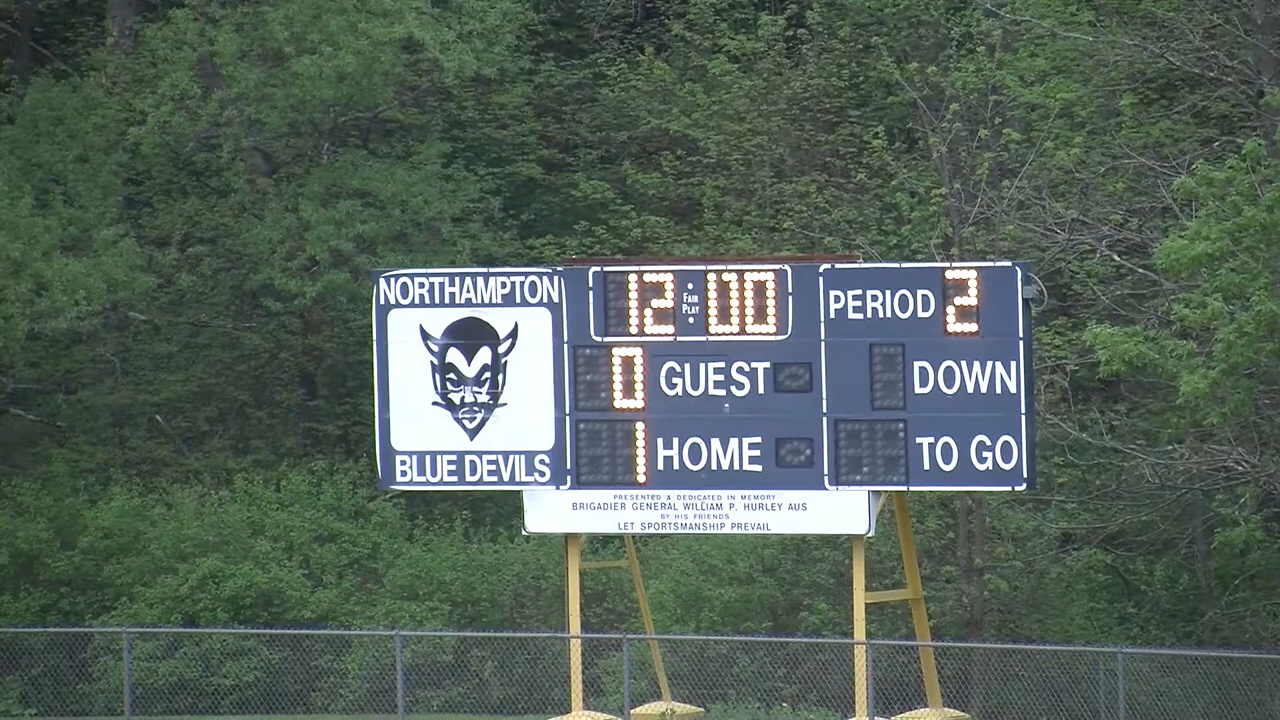 NORTHAMPTON
BLUE DEVILS
12 FAIR PLAY 00
PERIOD 2
0 GUEST
DOWN
1 HOME
TO GO
PRESENTED & DEDICATED IN MEMORY
BRIGADIER GENERAL WILLIAM P. HURLEY AUS
BY HIS FRIENDS
LET SPORTSMANSHIP PREVAIL